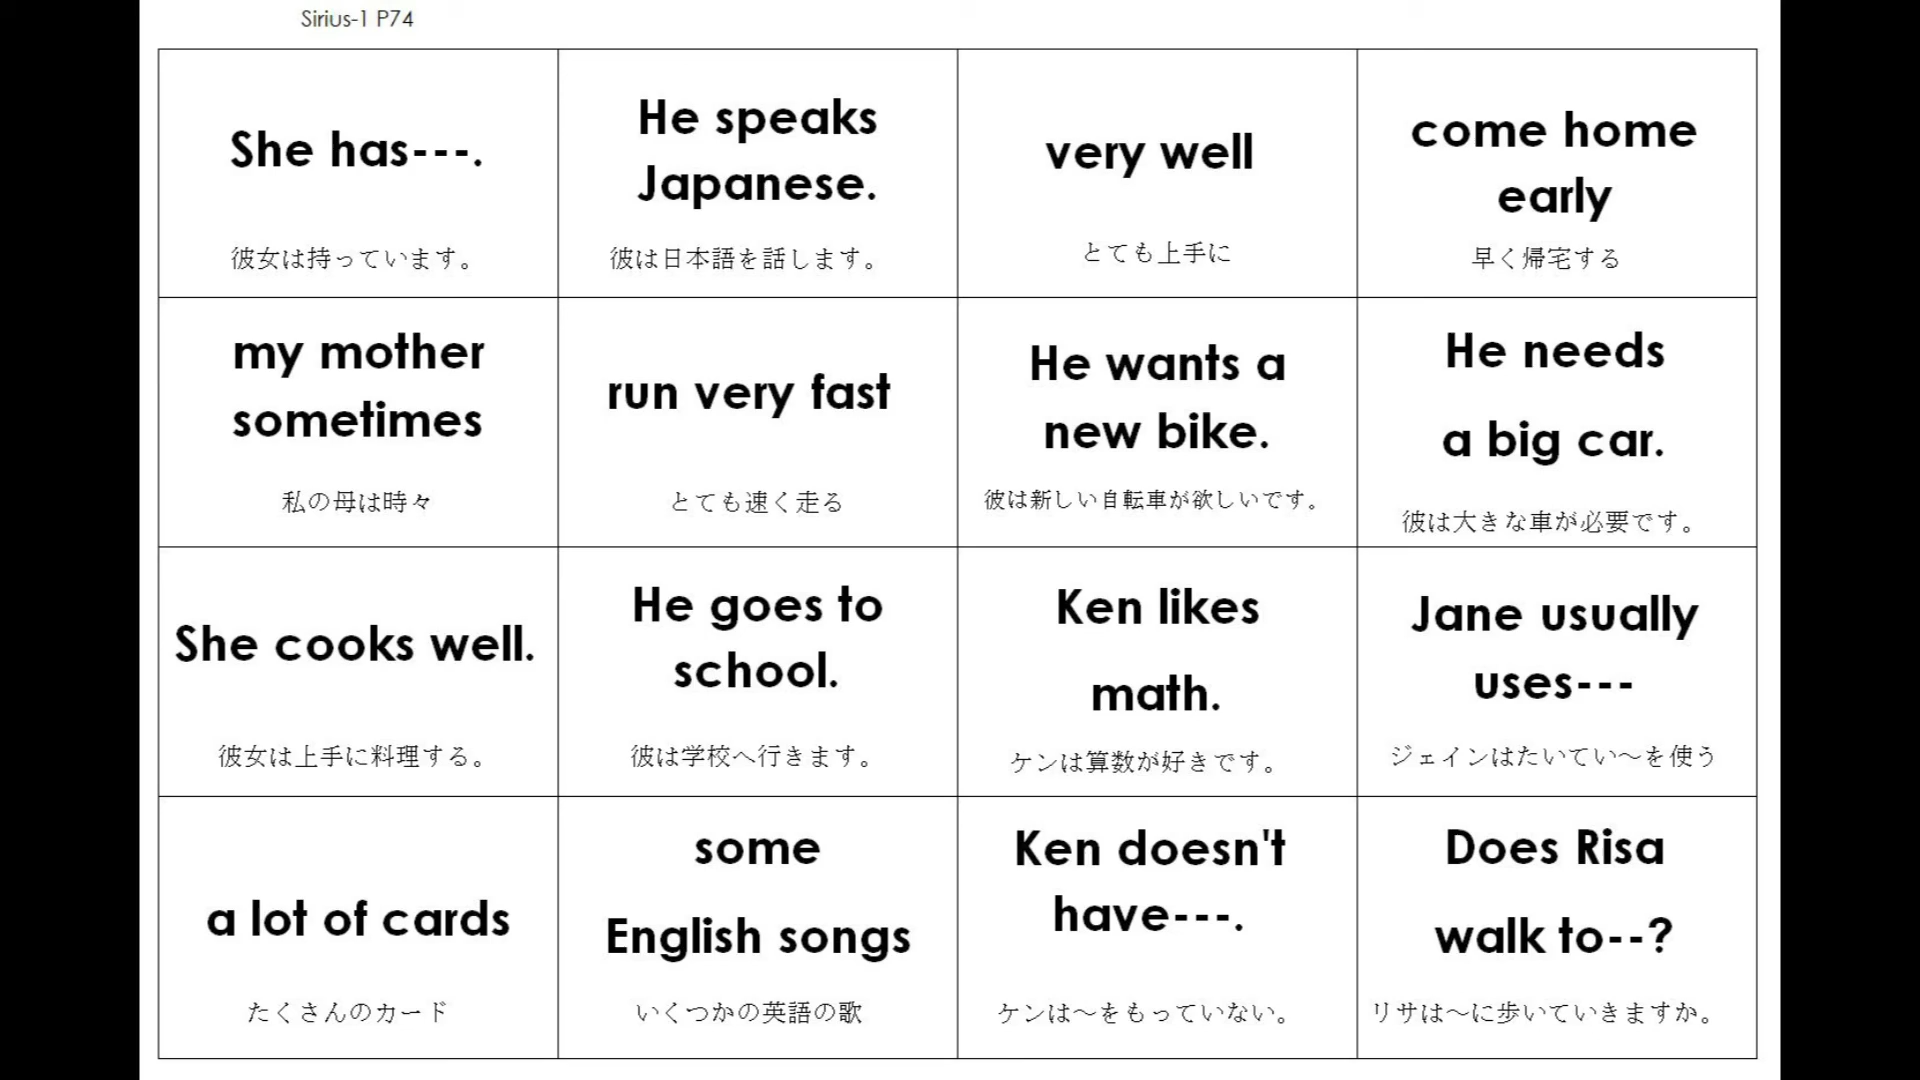 Sirius-1 P74
She has---.
彼女は持っています。
He speaks
Japanese.
彼は日本語を話します。
very well
とても上手に
come home
early
早く帰宅する
my mother
sometimes
私の母は時々
run very fast
とても速く走る
He wants a
new bike.
彼は新しい自転車が欲しいです。
He needs
a big car.
彼は大きな車が必要です。
She cooks well.
彼女は上手に料理する。
He goes to
school.
彼は学校へ行きます。
Ken likes
math.
ケンは算数が好きです。
Jane usually
uses---
ジェインはたいてい～を使う
a lot of cards
たくさんのカード
some
English songs
いくつかの英語の歌
Ken doesn't
have---.
ケンは～をもっていない。
Does Risa
walk to--?
リサは～に歩いていきますか。